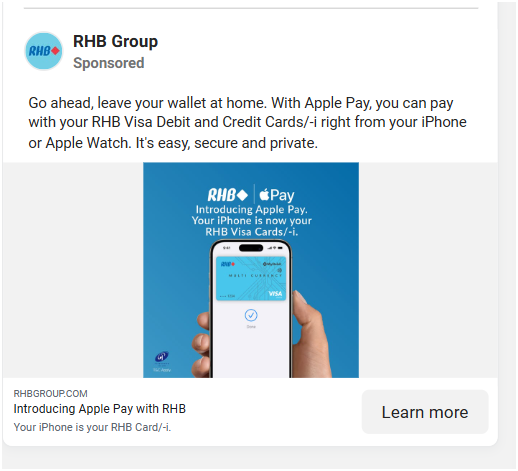 RHB Group
Sponsored
Go ahead, leave your wallet at home. With Apple Pay, you can pay
with your RHB Visa Debit and Credit Cards/-i right from your iPhone
or Apple Watch. It's easy, secure and private.
RHB Pay
Introducing Apple Pay.
Your iPhone is now your
RHB Visa Cards/-i.
9:41
RHB
MULTI CURRENCY
VISA
Done
RHBGROUP.COM
Introducing Apple Pay with RHB
Your iPhone is your RHB Card/-i.
Learn more